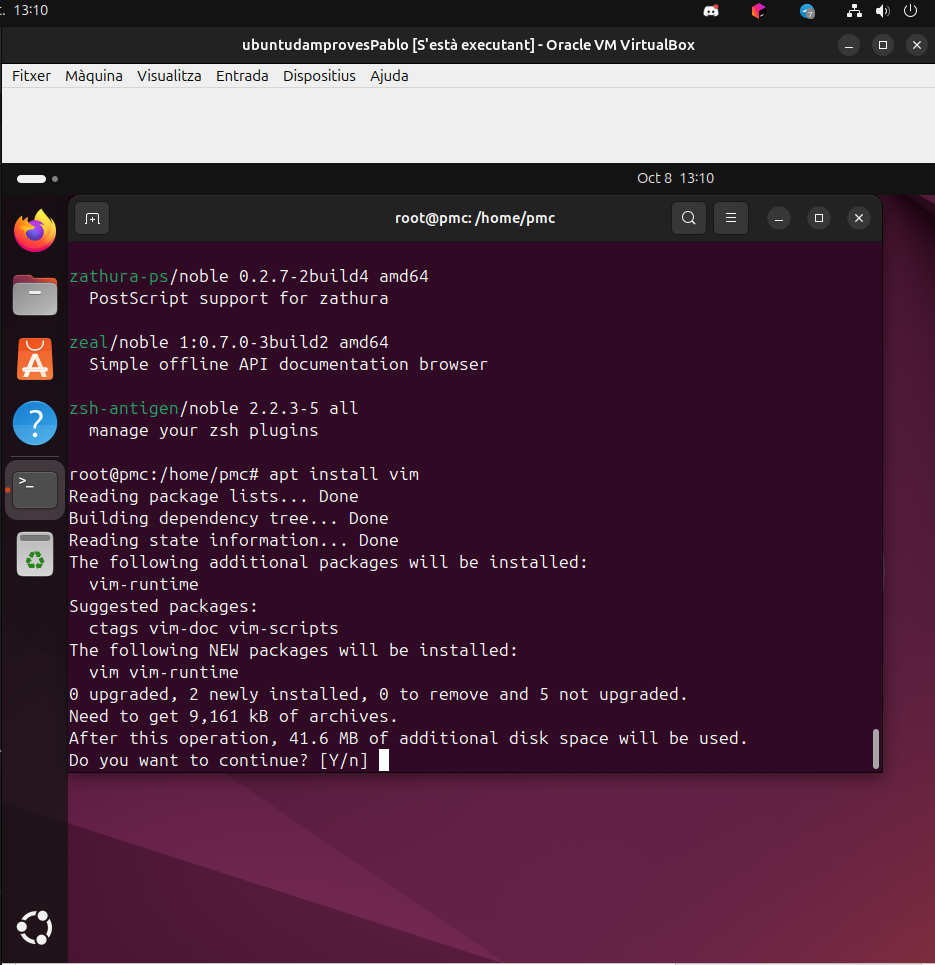 13:10
ubuntudamprovesPablo [S'està executant] - Oracle VM VirtualBox
Fitxer Màquina Visualitza Entrada Dispositius Ajuda
Oct 8 13:10
root@pmc: /home/pmc
zathura-ps/noble 0.2.7-2build4 amd64
PostScript support for zathura
zeal/noble 1:0.7.0-3build2 amd64
Simple offline API documentation browser
zsh-antigen/noble 2.2.3-5 all
manage your zsh plugins
root@pmc:/home/pmc# apt install vim
Reading package lists... Done
Building dependency tree... Done
Reading state information... Done
The following additional packages will be installed:
vim-runtime
Suggested packages:
ctags vim-doc vim-scripts
The following NEW packages will be installed:
vim vim-runtime
0 upgraded, 2 newly installed, 0 to remove and 5 not upgraded.
Need to get 9,161 kB of archives.
After this operation, 41.6 MB of additional disk space will be used.
Do you want to continue? [Y/n]